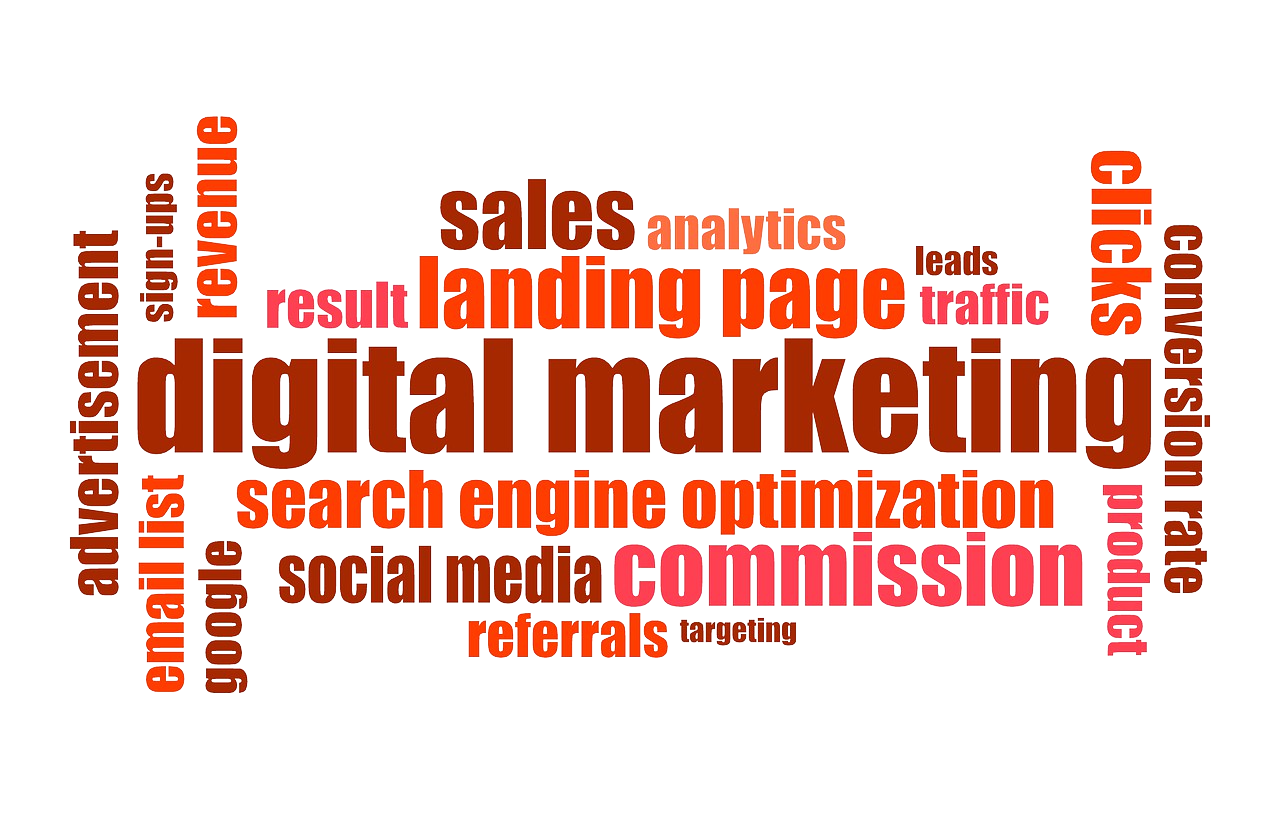 advertisement
sign-ups
revenue
sales
analytics
leads
result
landing page
traffic
clicks
conversion rate
digital marketing
email list
google
search engine optimization
social media
commission
product
referrals
targeting